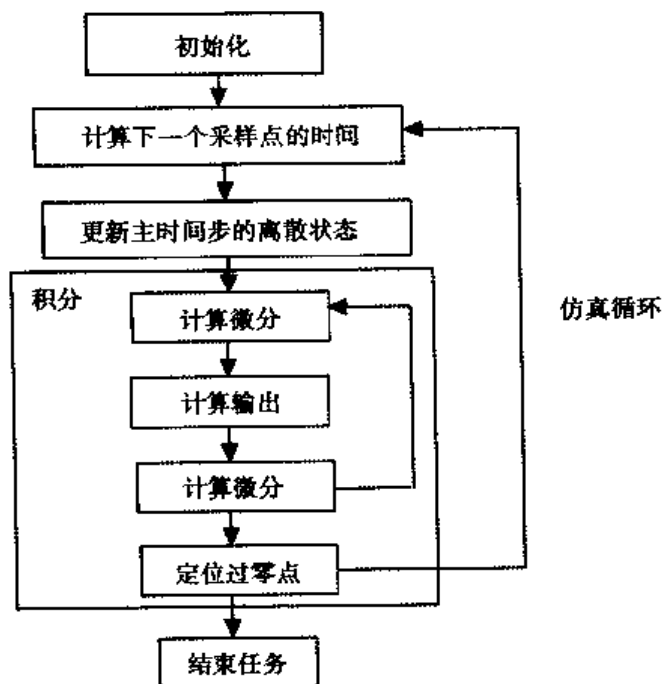 初始化
计算下一个采样点的时间
更新主时间步的离散状态
积分
计算微分
仿真循环
计算输出
计算微分
定位过零点
结束任务